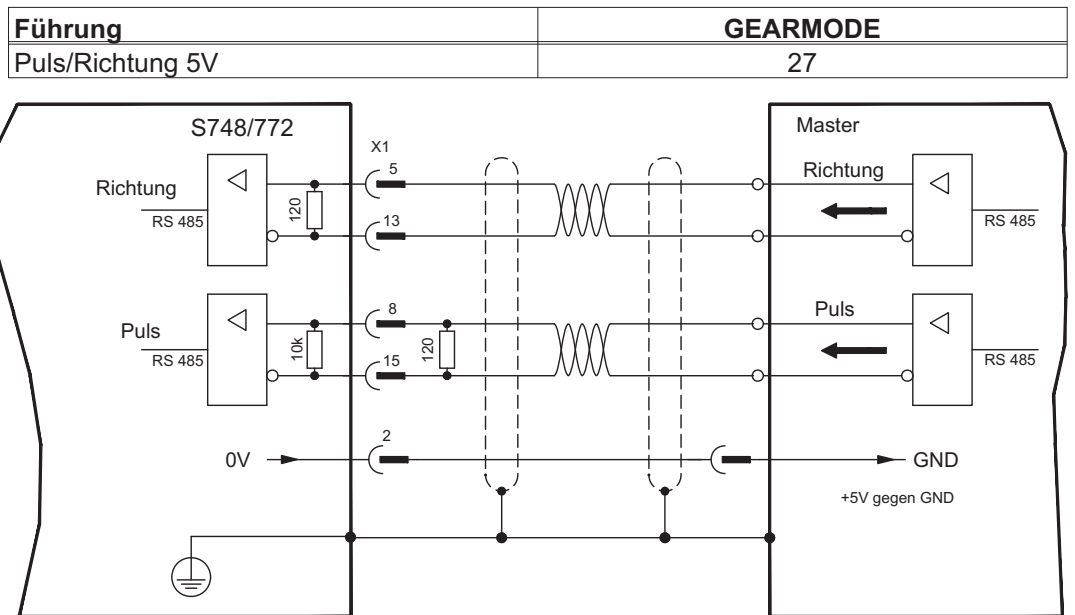 Führung GEARMODE
Puls/Richtung 5V 27
S748/772 Master
X1
Richtung 5 Richtung
RS 485 120 13 RS 485
Puls 8 Puls
RS 485 10k 15 120 RS 485
0V 2 GND
+5V gegen GND